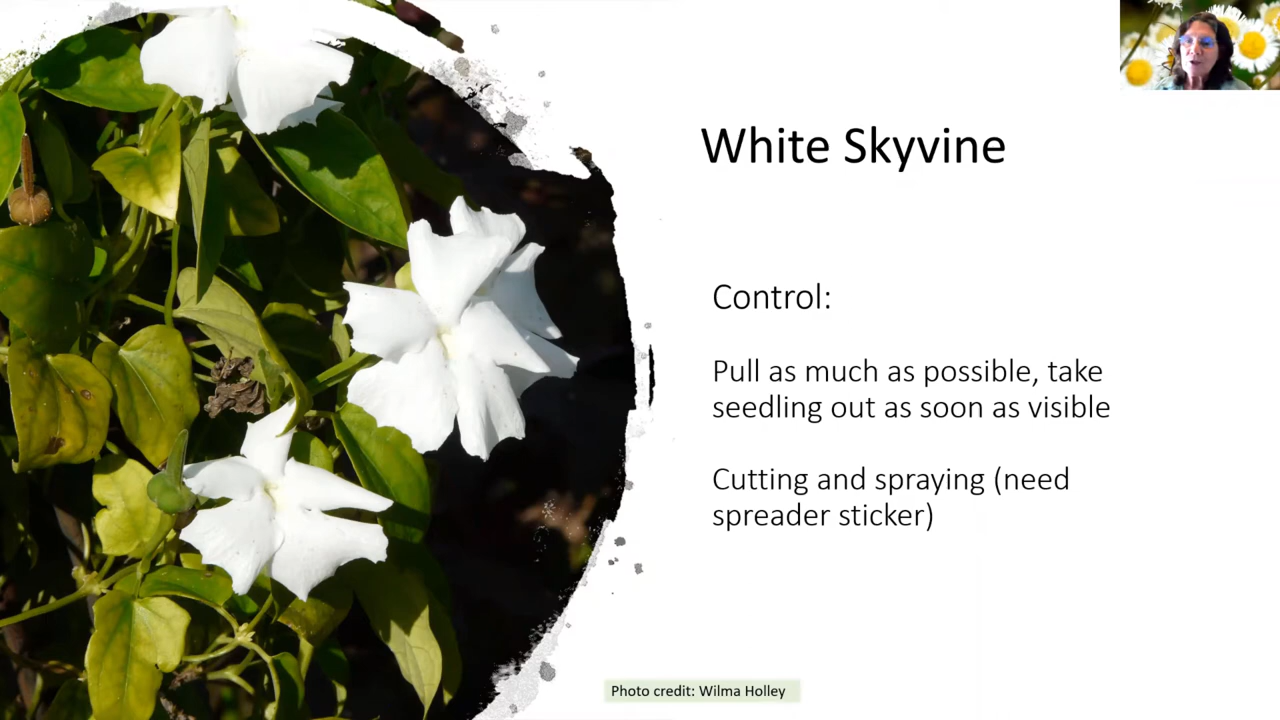 White Skyvine
Control:
Pull as much as possible, take
seedling out as soon as visible
Cutting and spraying (need
spreader sticker)
Photo credit: Wilma Holley